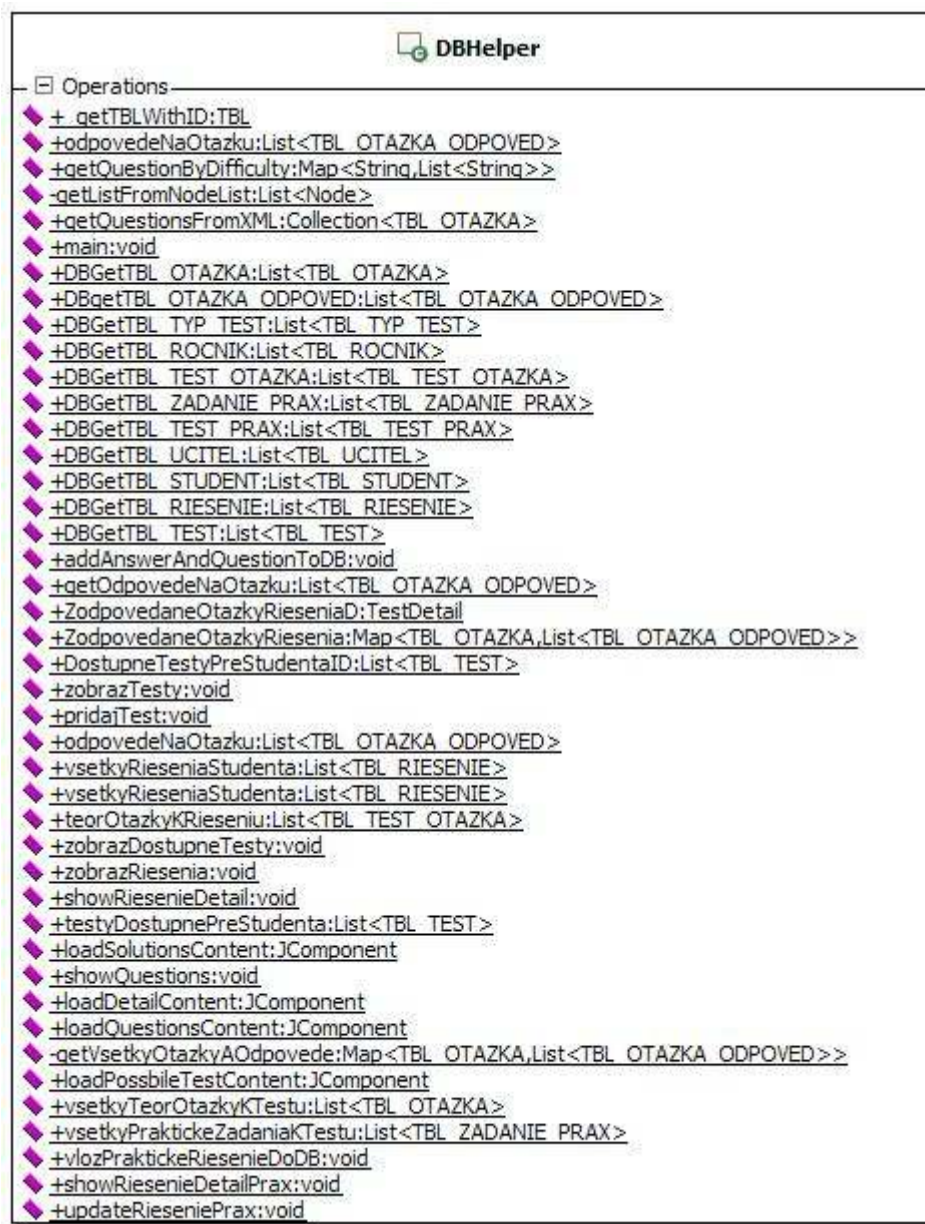 DBHelper
Operations
+_getTBLWithID:TBL
+odpovedeNaOtazku:List<TBL_OTAZKA_ODPOVED>
+getQuestionByDifficulty:Map<String,List<String>>
-getListFromNodeList:List<Node>
+getQuestionsFromXML:Collection<TBL_OTAZKA>
+main:void
+DBGetTBL_OTAZKA:List<TBL_OTAZKA>
+DBgetTBL_OTAZKA_ODPOVED:List<TBL_OTAZKA_ODPOVED>
+DBGetTBL_TYP_TEST:List<TBL_TYP_TEST>
+DBGetTBL_ROCNIK:List<TBL_ROCNIK>
+DBGetTBL_TEST_OTAZKA:List<TBL_TEST_OTAZKA>
+DBGetTBL_ZADANIE_PRAX:List<TBL_ZADANIE_PRAX>
+DBGetTBL_TEST_PRAX:List<TBL_TEST_PRAX>
+DBGetTBL_UCITEL:List<TBL_UCITEL>
+DBGetTBL_STUDENT:List<TBL_STUDENT>
+DBGetTBL_RIESENIE:List<TBL_RIESENIE>
+DBGetTBL_TEST:List<TBL_TEST>
+addAnswerAndQuestionToDB:void
+getOdpovedeNaOtazku:List<TBL_OTAZKA_ODPOVED>
+ZodpovedaneOtazkyRieseniaD:TestDetail
+ZodpovedaneOtazkyRiesenia:Map<TBL_OTAZKA,List<TBL_OTAZKA_ODPOVED>>
+DostupneTestyPreStudentaID:List<TBL_TEST>
+zobrazTesty:void
+pridajTest:void
+odpovedeNaOtazku:List<TBL_OTAZKA_ODPOVED>
+vsetkyRieseniaStudenta:List<TBL_RIESENIE>
+vsetkyRieseniaStudenta:List<TBL_RIESENIE>
+teorOtazkyKRieseniu:List<TBL_TEST_OTAZKA>
+zobrazDostupneTesty:void
+zobrazRiesenia:void
+showRiesenieDetail:void
+testyDostupnePreStudenta:List<TBL_TEST>
+loadSolutionsContent:JComponent
+showQuestions:void
+loadDetailContent:JComponent
+loadQuestionsContent:JComponent
-getVsetkyOtazkyAOdpovede:Map<TBL_OTAZKA,List<TBL_OTAZKA_ODPOVED>>
+loadPossbileTestContent:JComponent
+vsetkyTeorOtazkyKTestu:List<TBL_OTAZKA>
+vsetkyPraktickeZadaniaKTestu:List<TBL_ZADANIE_PRAX>
+vlozPraktickeRiesenieDoDB:void
+showRiesenieDetailPrax:void
+updateRieseniePrax:void